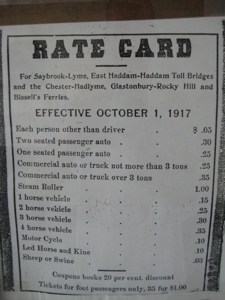 RATE CARD
For Saybrook-Lyme, East Haddam-Haddam Toll Bridges
and the Chester-Hadlyme, Glastonbury-Rocky Hill and
Bissell's Ferries.
EFFECTIVE OCTOBER 1, 1917
Each person other than driver . $ .05
Two seated passenger auto . . .30
One seated passenger auto . . .25
Commercial auto or truck not more than 3 tons .25
Commercial auto or truck over 3 tons . .35
Steam Roller . . . . 1.00
1 horse vehicle . . . . .15
2 horse vehicle . . . . .25
3 horse vehicle . . . . .30
4 horse vehicle . . . . .35
Motor Cycle . . . . .10
Led Horse and Kine . . . .10
Sheep or Swine . . . . .03
Coupons books 20 per cent. discount
Tickets for foot passengers only, 35 for $1.00